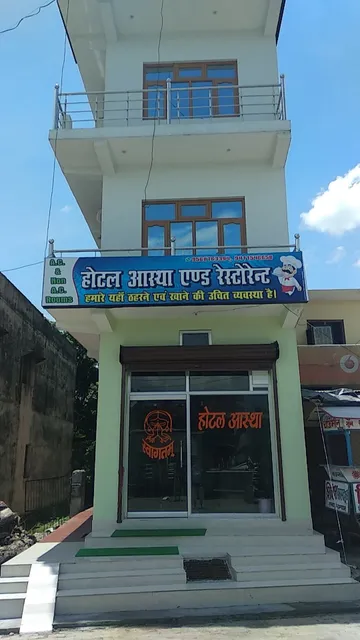 A.C.
&
Non
A.C.
Rooms
होटल आस्था एण्ड रेस्टोरेन्ट
हमारे यहाँ ठहरने एवं खाने की उचित व्यवस्था है।
होटल आस्था
स्वागतम्